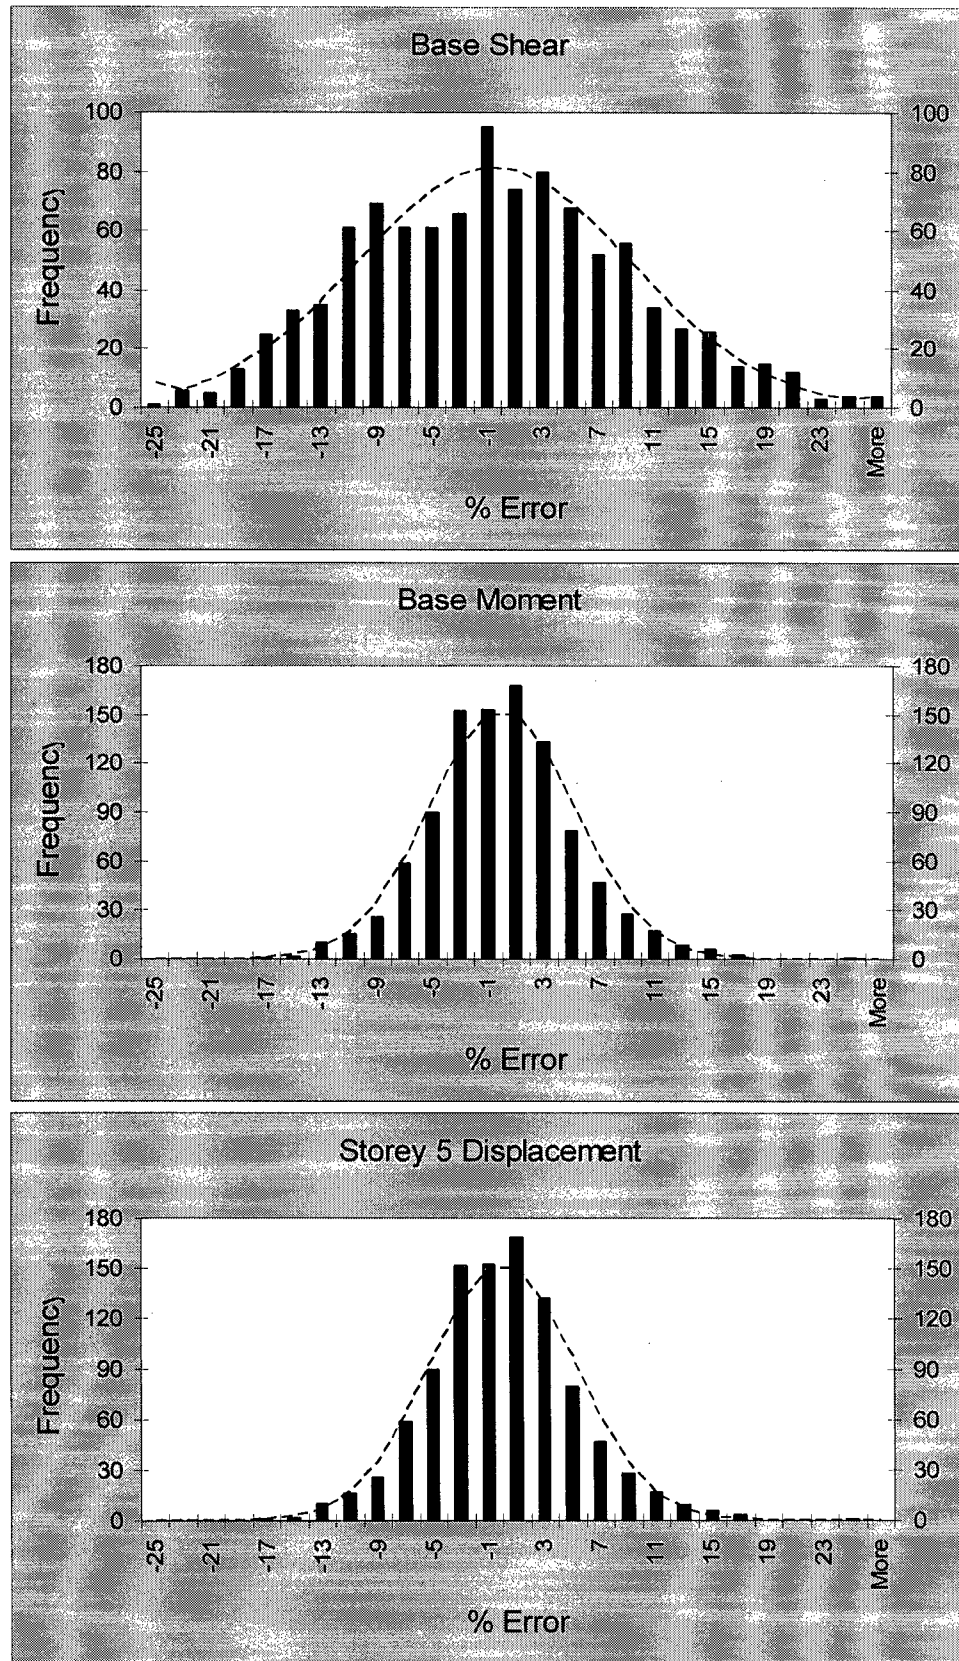 Base Shear
100 100
80 80
60 60
40 40
20 20
0 0
Frequency
-25 -21 -17 -13 -9 -5 -1 3 7 11 15 19 23 More
% Error
Base Moment
180 180
150 150
120 120
90 90
60 60
30 30
0 0
Frequency
-25 -21 -17 -13 -9 -5 -1 3 7 11 15 19 23 More
% Error
Storey 5 Displacement
180 180
150 150
120 120
90 90
60 60
30 30
0 0
Frequency
-25 -21 -17 -13 -9 -5 -1 3 7 11 15 19 23 More
% Error